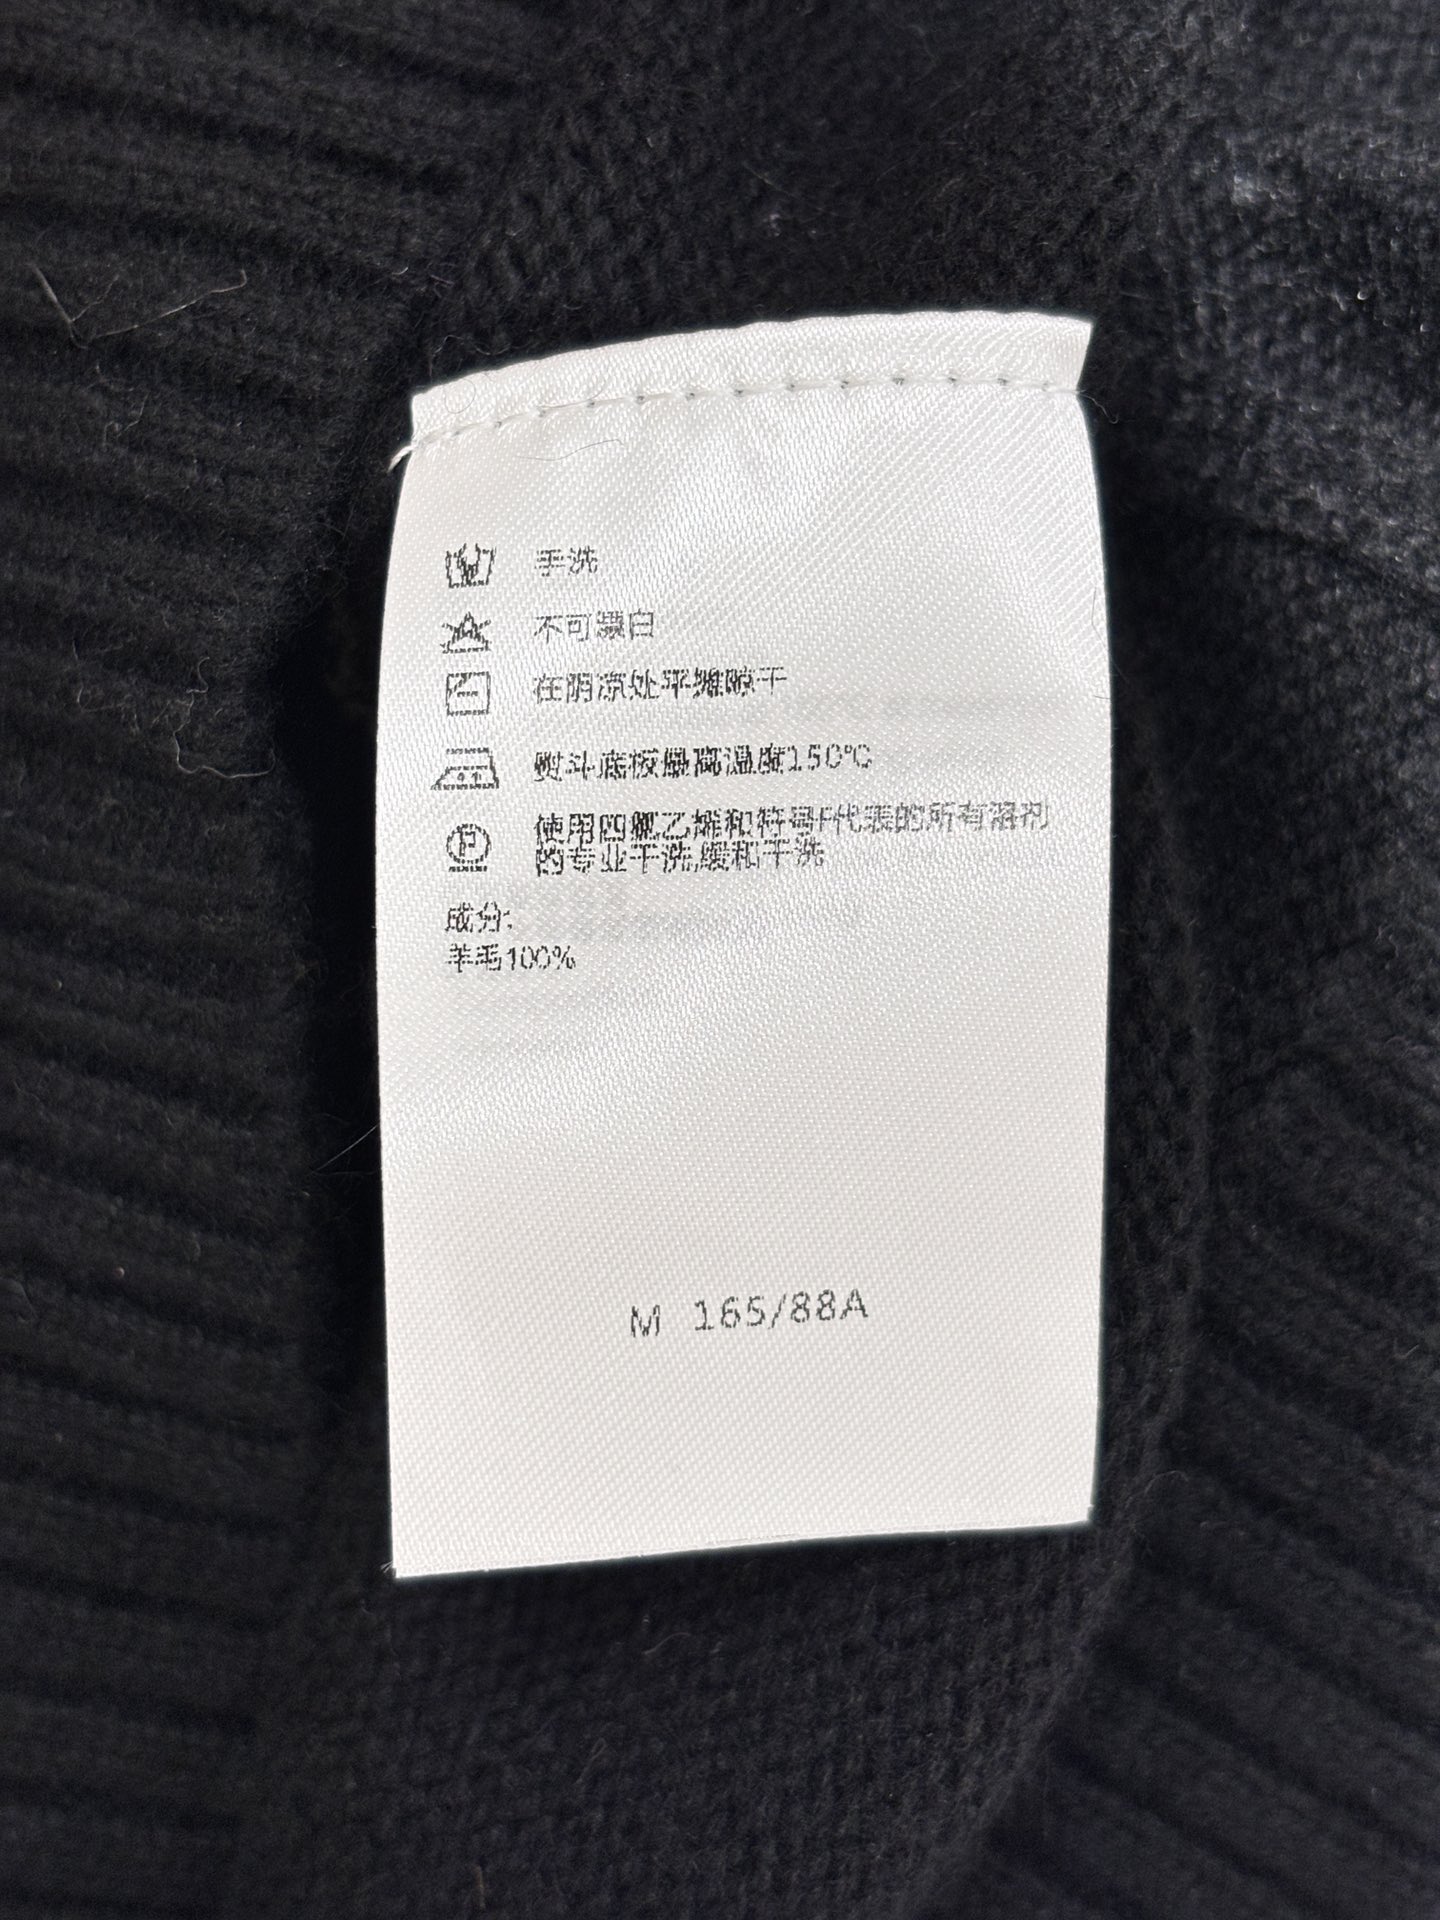 手洗
不可漂白
在阴凉处平摊晾干
熨斗底板最高温度150℃
使用四氯乙烯和符号F代表的所有溶剂
的专业干洗,缓和干洗
成分:
羊毛100%
M 165/88A